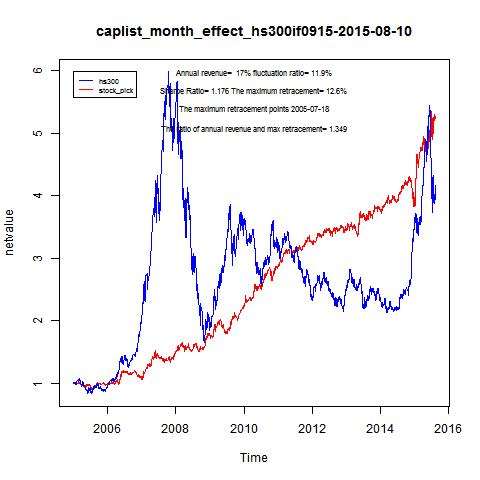 caplist_month_effect_hs300if0915-2015-08-10
hs300
stock_pick
Annual revenue= 17% fluctuation ratio= 11.9%
Sharpe Ratio= 1.176 The maximum retracement= 12.6%
The maximum retracement points 2005-07-18
The ratio of annual revenue and max retracement= 1.349
netvalue
6
5
4
3
2
1
2006 2008 2010 2012 2014 2016
Time